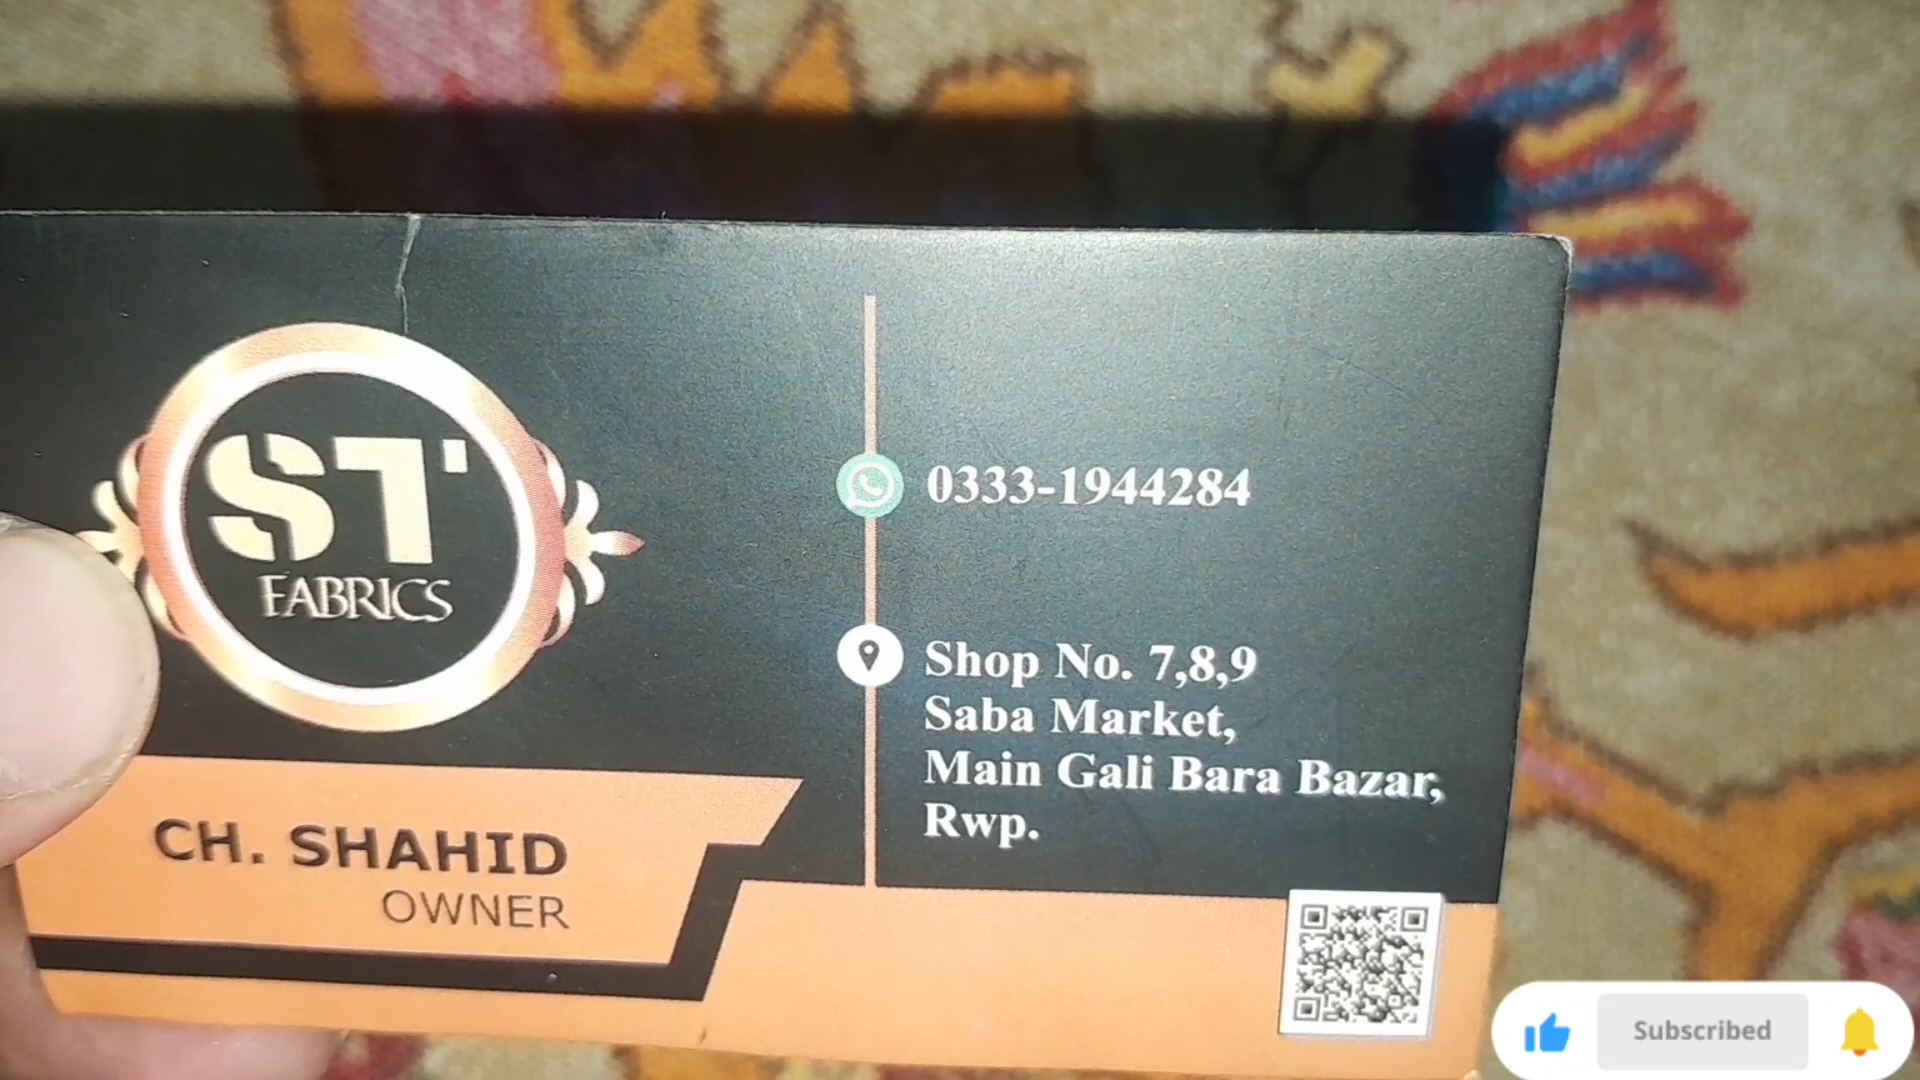 ST
FABRICS
CH. SHAHID
OWNER
0333-1944284
Shop No. 7,8,9
Saba Market,
Main Gali Bara Bazar,
Rwp.
Subscribed